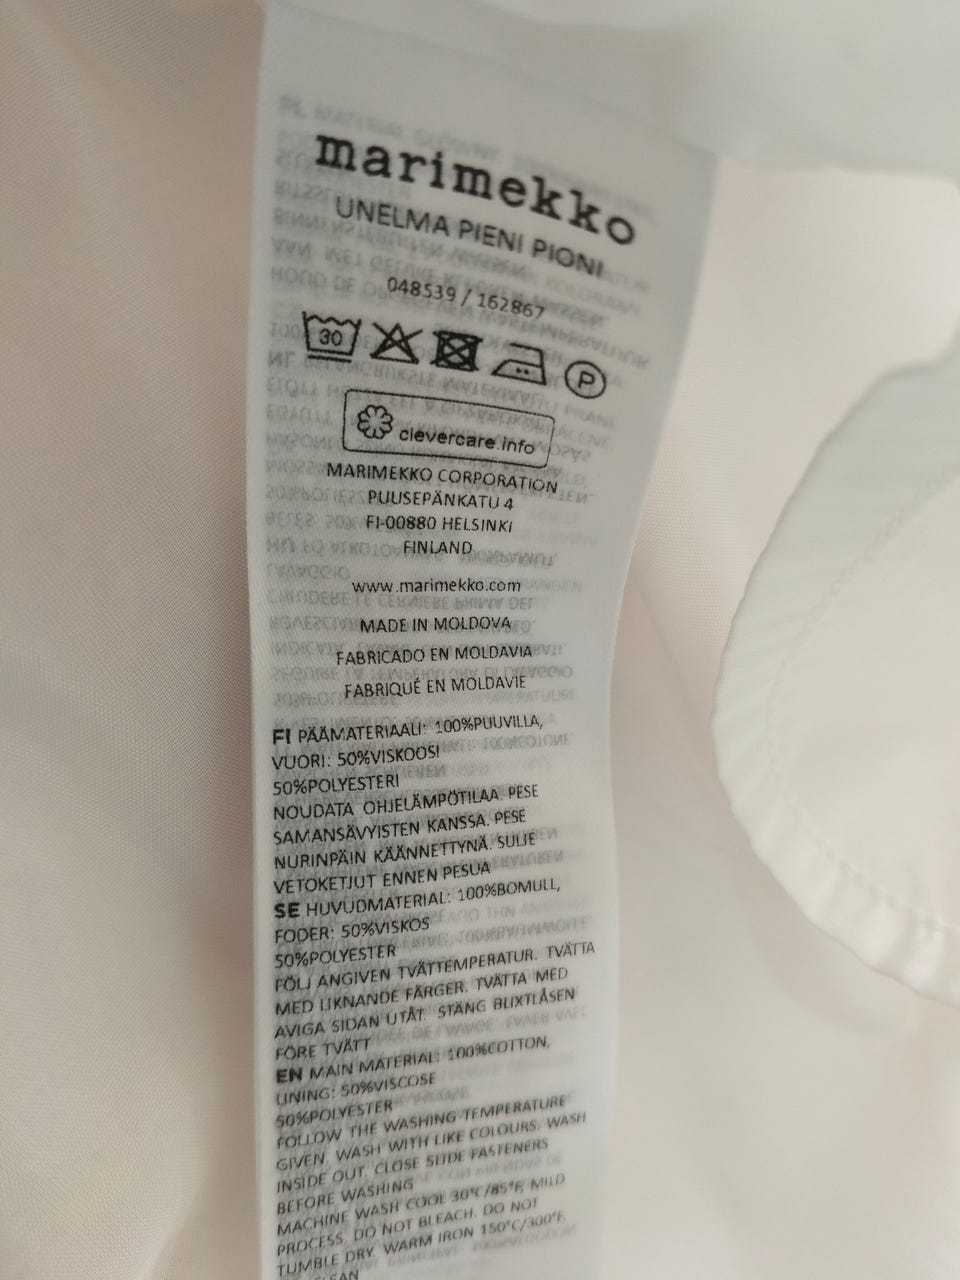 marimekko
UNELMA PIENI PIONI
048539 / 162867
30
P
clevercare.info
MARIMEKKO CORPORATION
PUUSEPÄNKATU 4
FI-00880 HELSINKI
FINLAND
www.marimekko.com
MADE IN MOLDOVA
FABRICADO EN MOLDAVIA
FABRIQUÉ EN MOLDAVIE
FI PÄÄMATERIAALI: 100%PUUVILLA,
VUORI: 50%VISKOOSI
50%POLYESTERI
NOUDATA OHJELÄMPÖTILAA. PESE
SAMANSÄVYISTEN KANSSA. PESE
NURINPÄIN KÄÄNNETTYNÄ. SULJE
VETOKETJUT ENNEN PESUA
SE HUVUDMATERIAL: 100%BOMULL,
FODER: 50%VISKOS
50%POLYESTER
FÖLJ ANGIVEN TVÄTTEMPERATUR. TVÄTTA
MED LIKNANDE FÄRGER. TVÄTTA MED
AVIGA SIDAN UTÅT. STÄNG BLIXTLÅSEN
FÖRE TVÄTT
EN MAIN MATERIAL: 100%COTTON,
LINING: 50%VISCOSE
50%POLYESTER
FOLLOW THE WASHING TEMPERATURE
GIVEN. WASH WITH LIKE COLOURS. WASH
INSIDE OUT. CLOSE SLIDE FASTENERS
BEFORE WASHING
MACHINE WASH COOL 30°C/85°F, MILD
PROCESS. DO NOT BLEACH. DO NOT
TUMBLE DRY. WARM IRON 150°C/300°F,